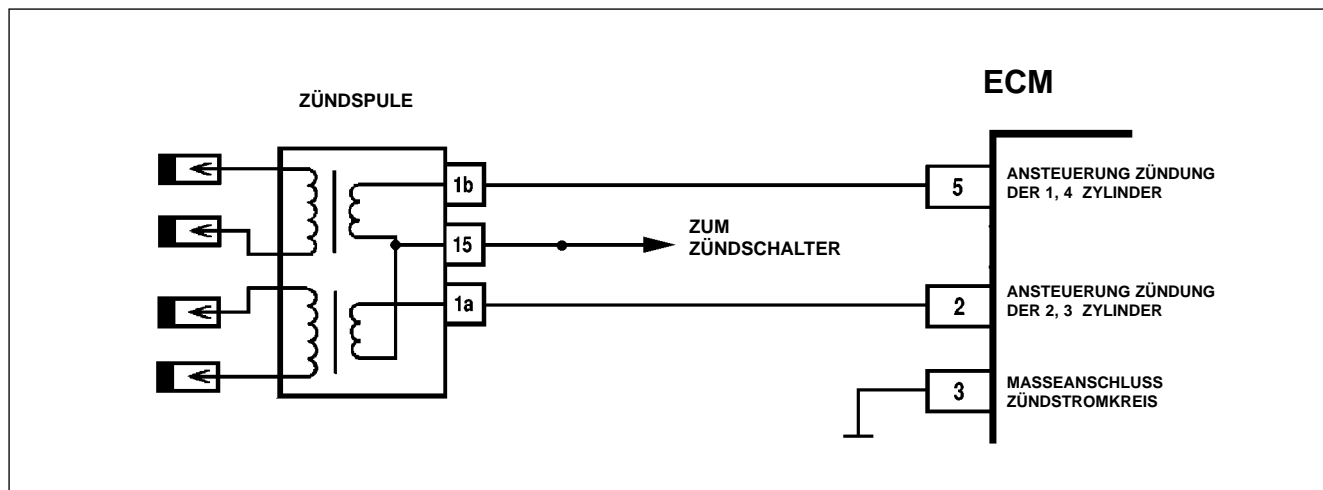 ECM
ZÜNDSPULE
1b
5
ANSTEUERUNG ZÜNDUNG
DER 1, 4 ZYLINDER
15
ZUM
ZÜNDSCHALTER
1a
2
ANSTEUERUNG ZÜNDUNG
DER 2, 3 ZYLINDER
3
MASSEANSCHLUSS
ZÜNDSTROMKREIS